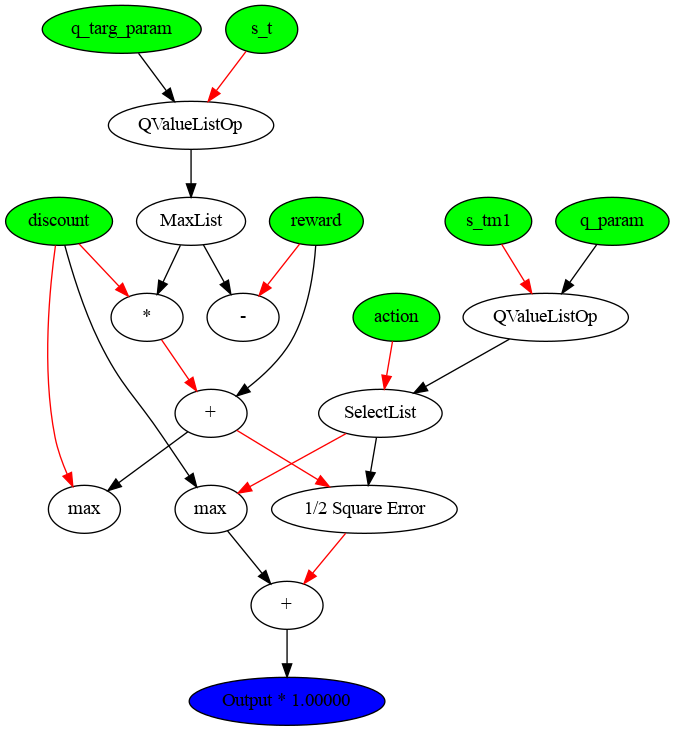 q_targ_param
s_t
QValueListOp
discount
MaxList
reward
s_tm1
q_param
*
-
action
QValueListOp
+
SelectList
max
max
1/2 Square Error
+
Output * 1.00000